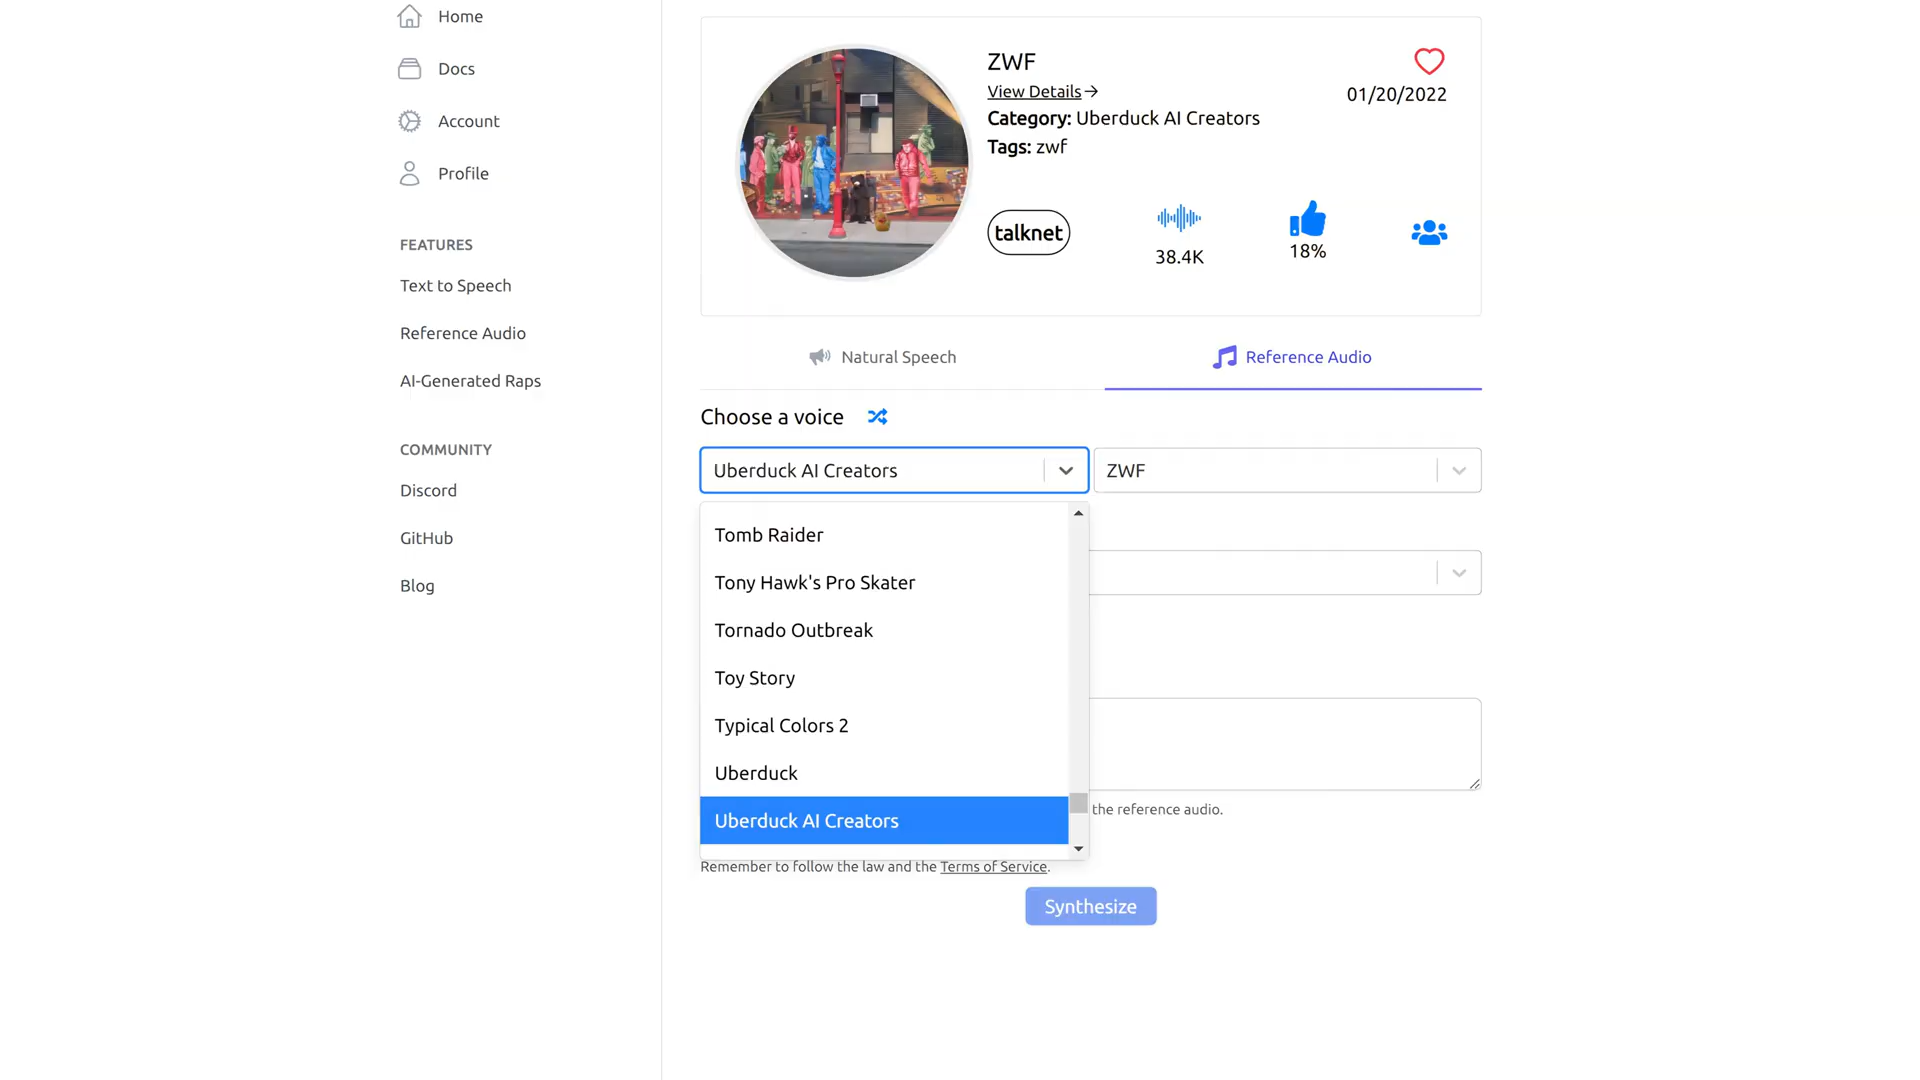 Home
Docs
Account
Profile
FEATURES
Text to Speech
Reference Audio
AI-Generated Raps
COMMUNITY
Discord
GitHub
Blog
ZWF
View Details
01/20/2022
Category: Uberduck AI Creators
Tags: zwf
talknet
38.4K
18%
Natural Speech
Reference Audio
Choose a voice
Uberduck AI Creators
ZWF
Tomb Raider
Tony Hawk's Pro Skater
Tornado Outbreak
Toy Story
Typical Colors 2
Uberduck
Uberduck AI Creators
the reference audio.
Remember to follow the law and the Terms of Service.
Synthesize